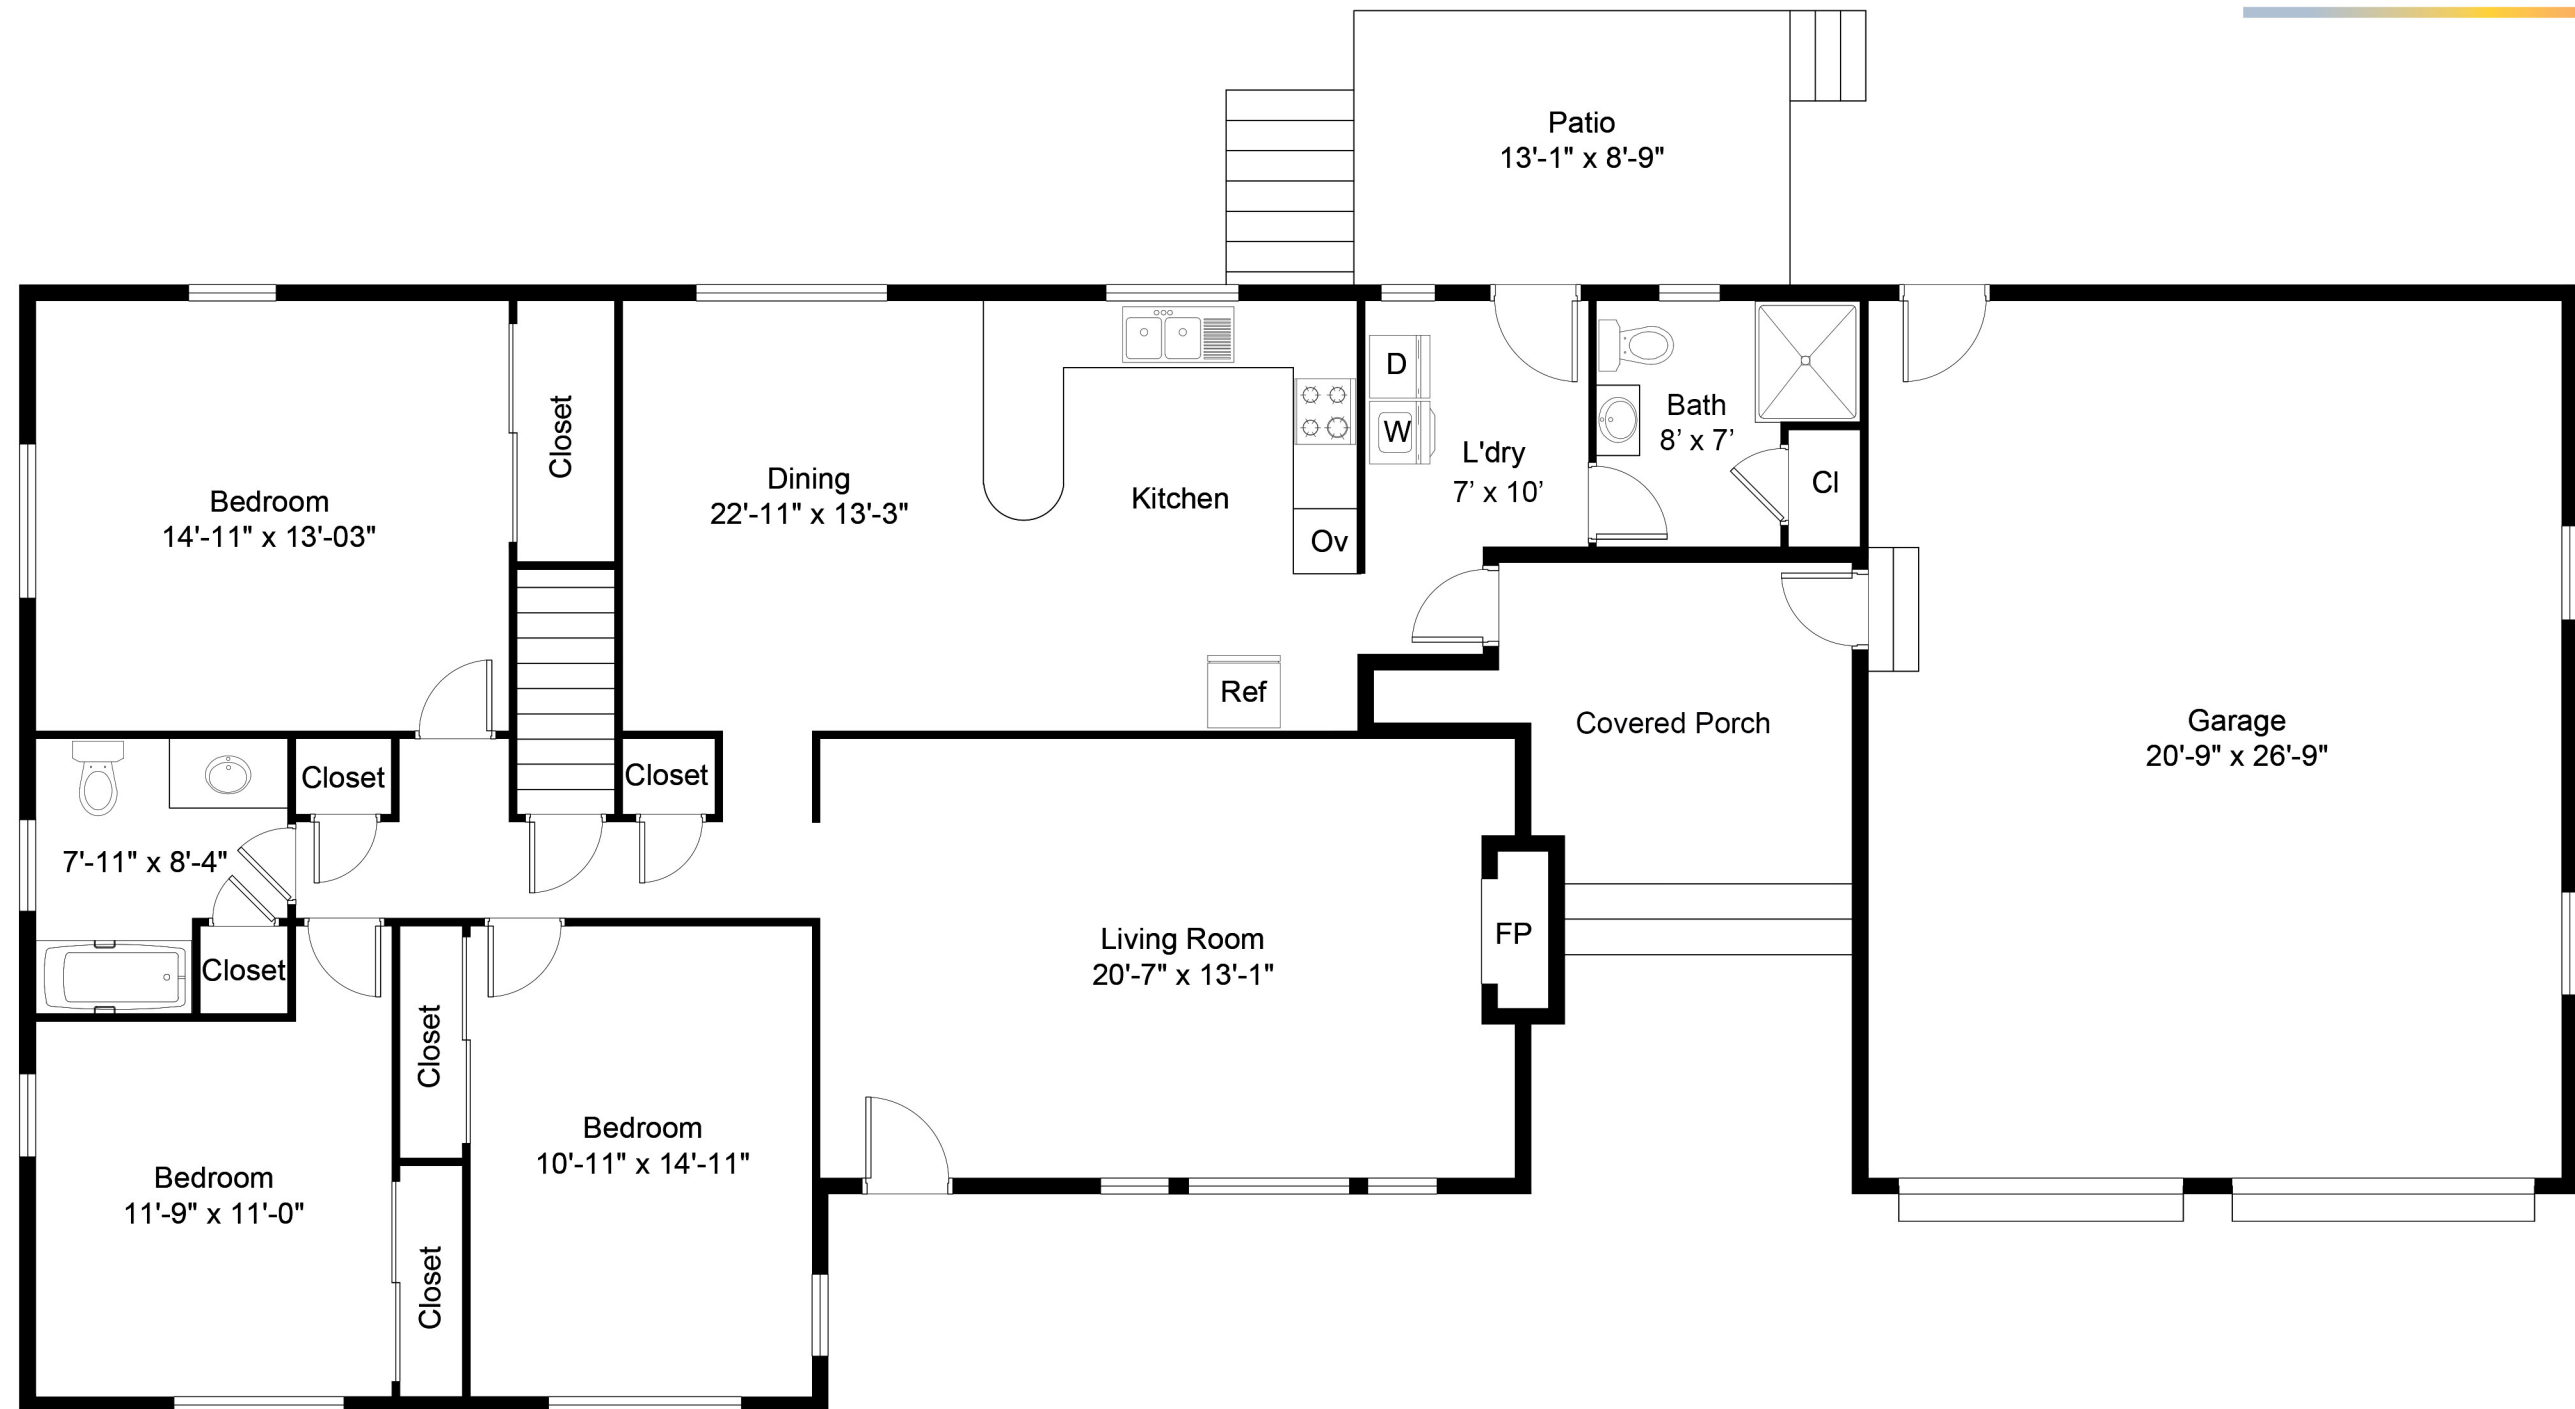 Patio
13'-1" x 8'-9"
D
W
L'dry
7’ x 10’
Bath
8’ x 7’
Cl
Closet
Bedroom
14'-11" x 13'-03"
Dining
22'-11" x 13'-3"
Kitchen
Ov
Ref
Covered Porch
Garage
20'-9" x 26'-9"
Closet
Closet
7'-11" x 8'-4"
Closet
Living Room
20'-7" x 13'-1"
FP
Closet
Bedroom
10'-11" x 14'-11"
Bedroom
11'-9" x 11'-0"
Closet